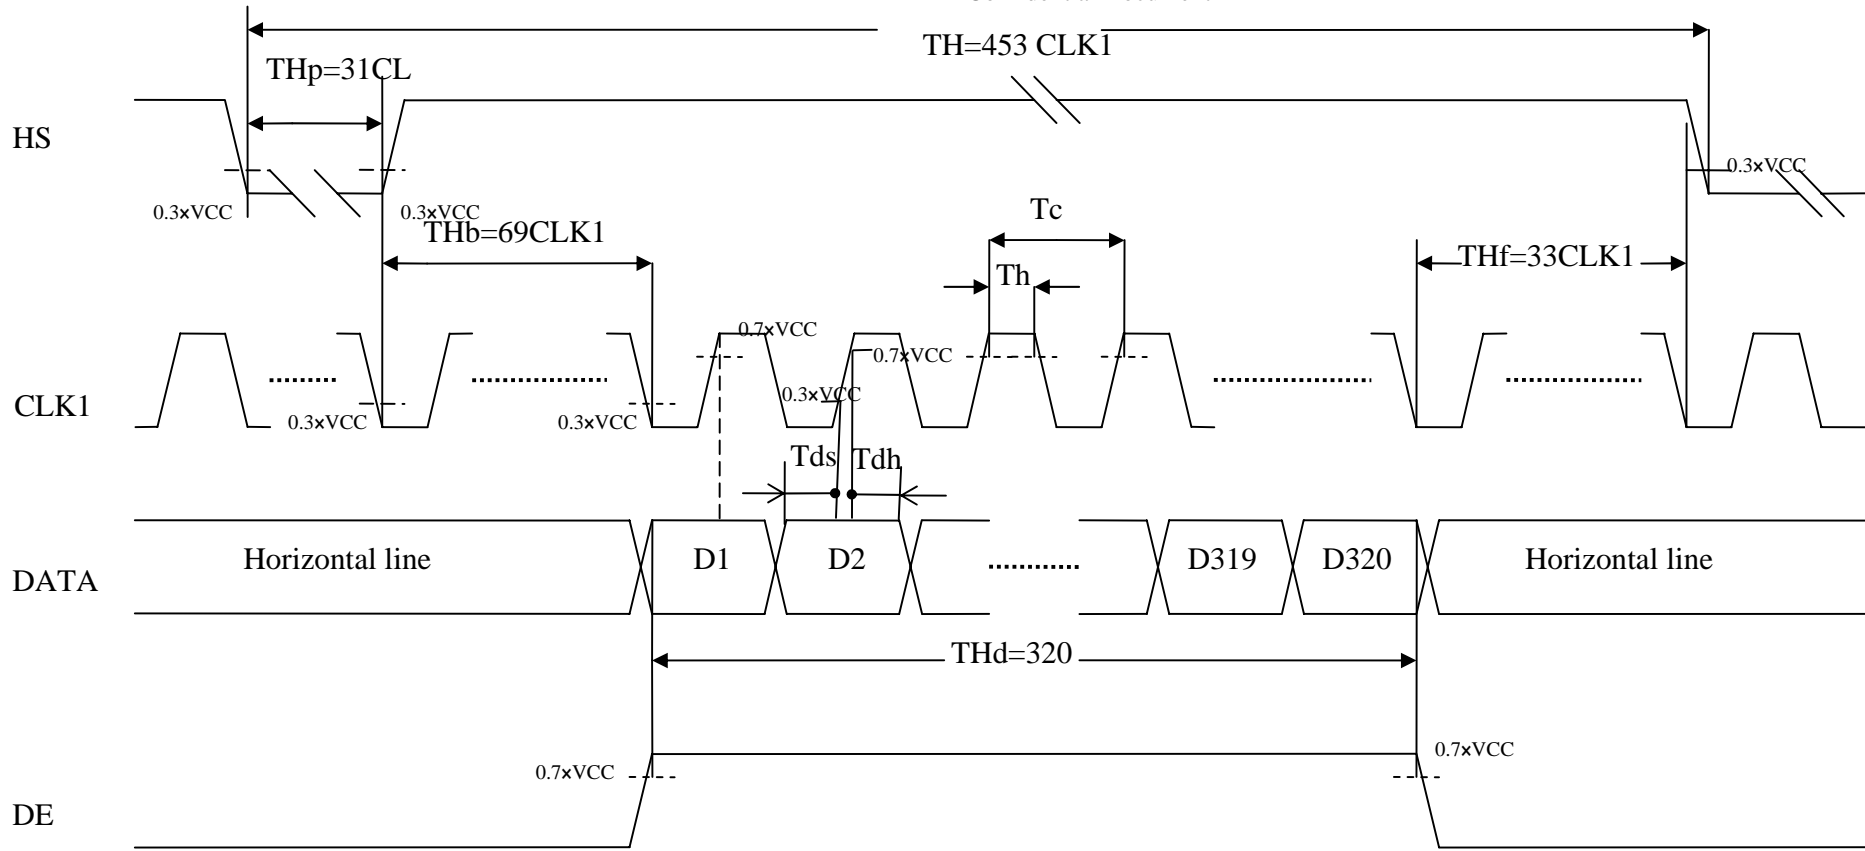 TH=453 CLK1
THp=31CL
HS
0.3×VCC
0.3×VCC
0.3×VCC
THb=69CLK1
Tc
THf=33CLK1
Th
0.7×VCC
0.7×VCC
0.3×VCC
CLK1
0.3×VCC
0.3×VCC
Tds
Tdh
DATA
Horizontal line
D1
D2
D319
D320
Horizontal line
THd=320
0.7×VCC
0.7×VCC
DE